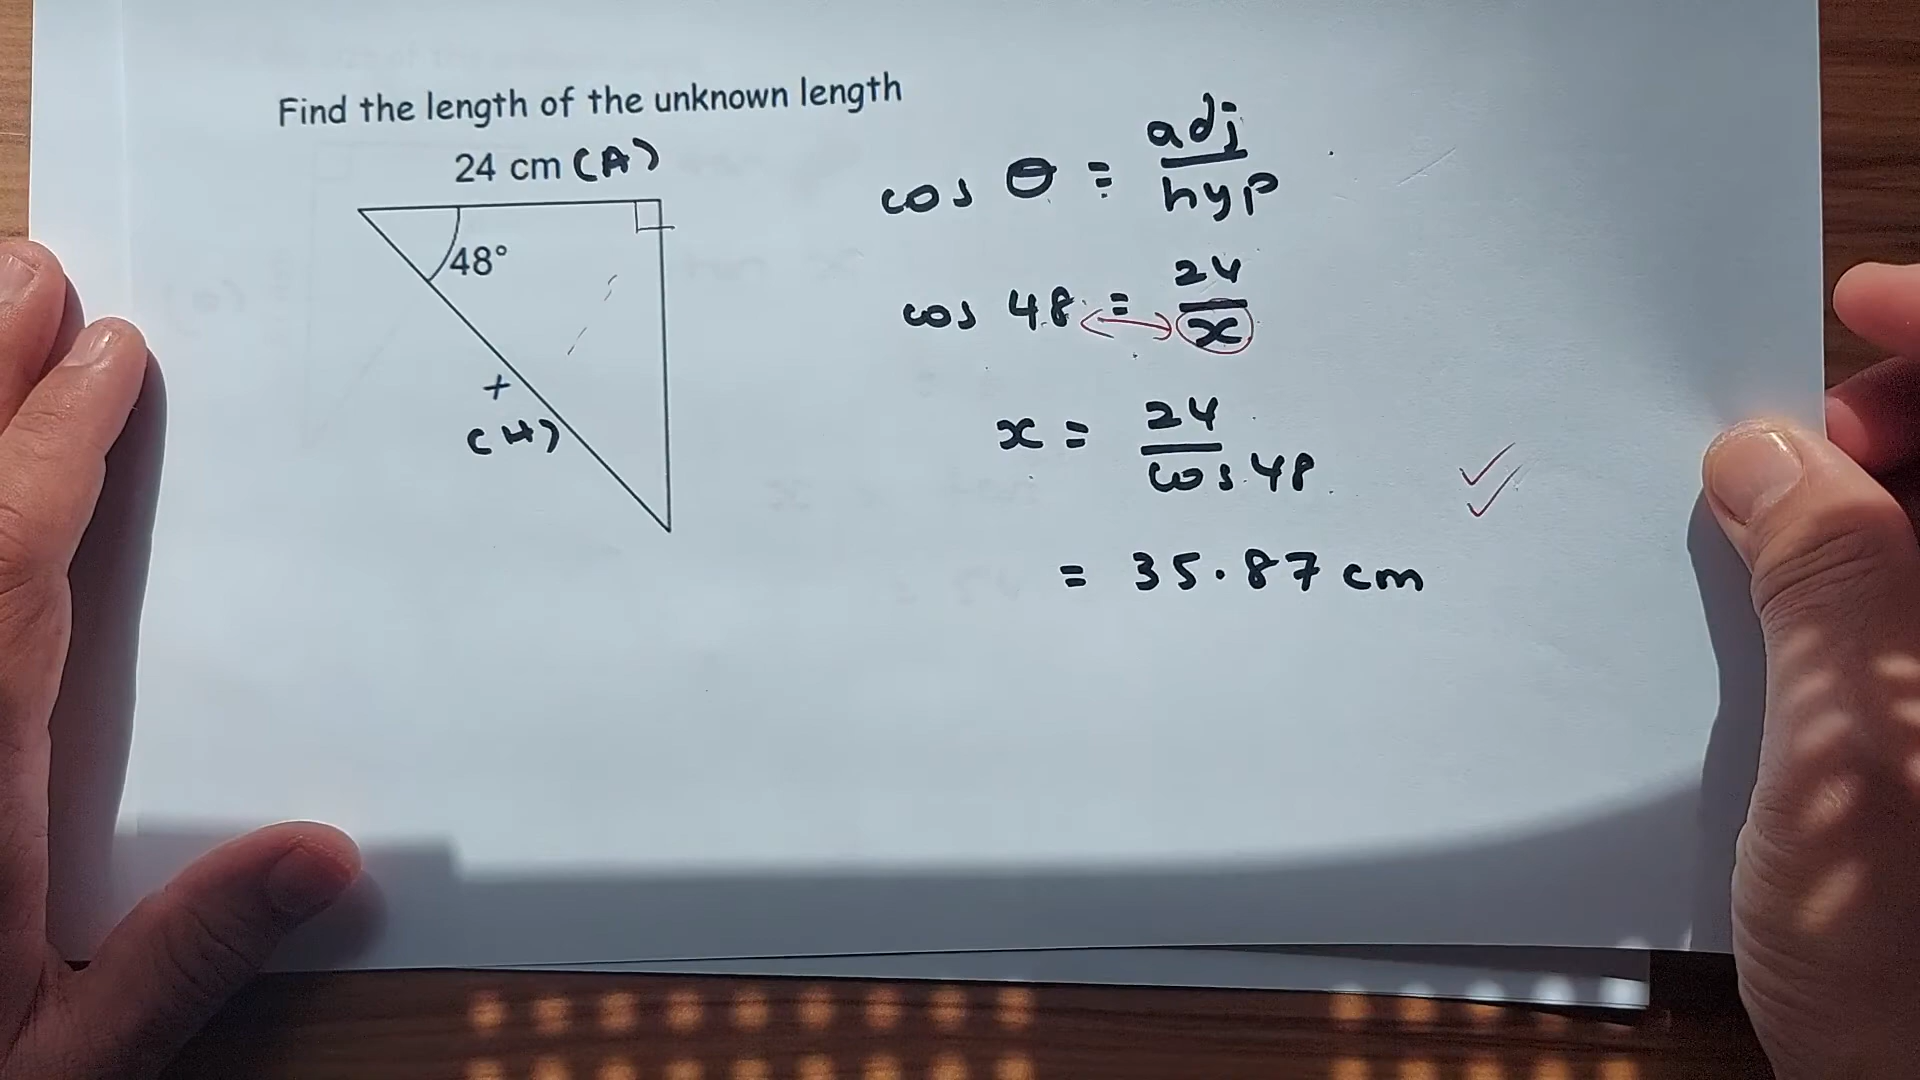 Find the length of the unknown length
24 cm (A)
48°
x
(H)
cos θ = adj/hyp
cos 48 = 24/x
x = 24/cos 48
= 35.87 cm